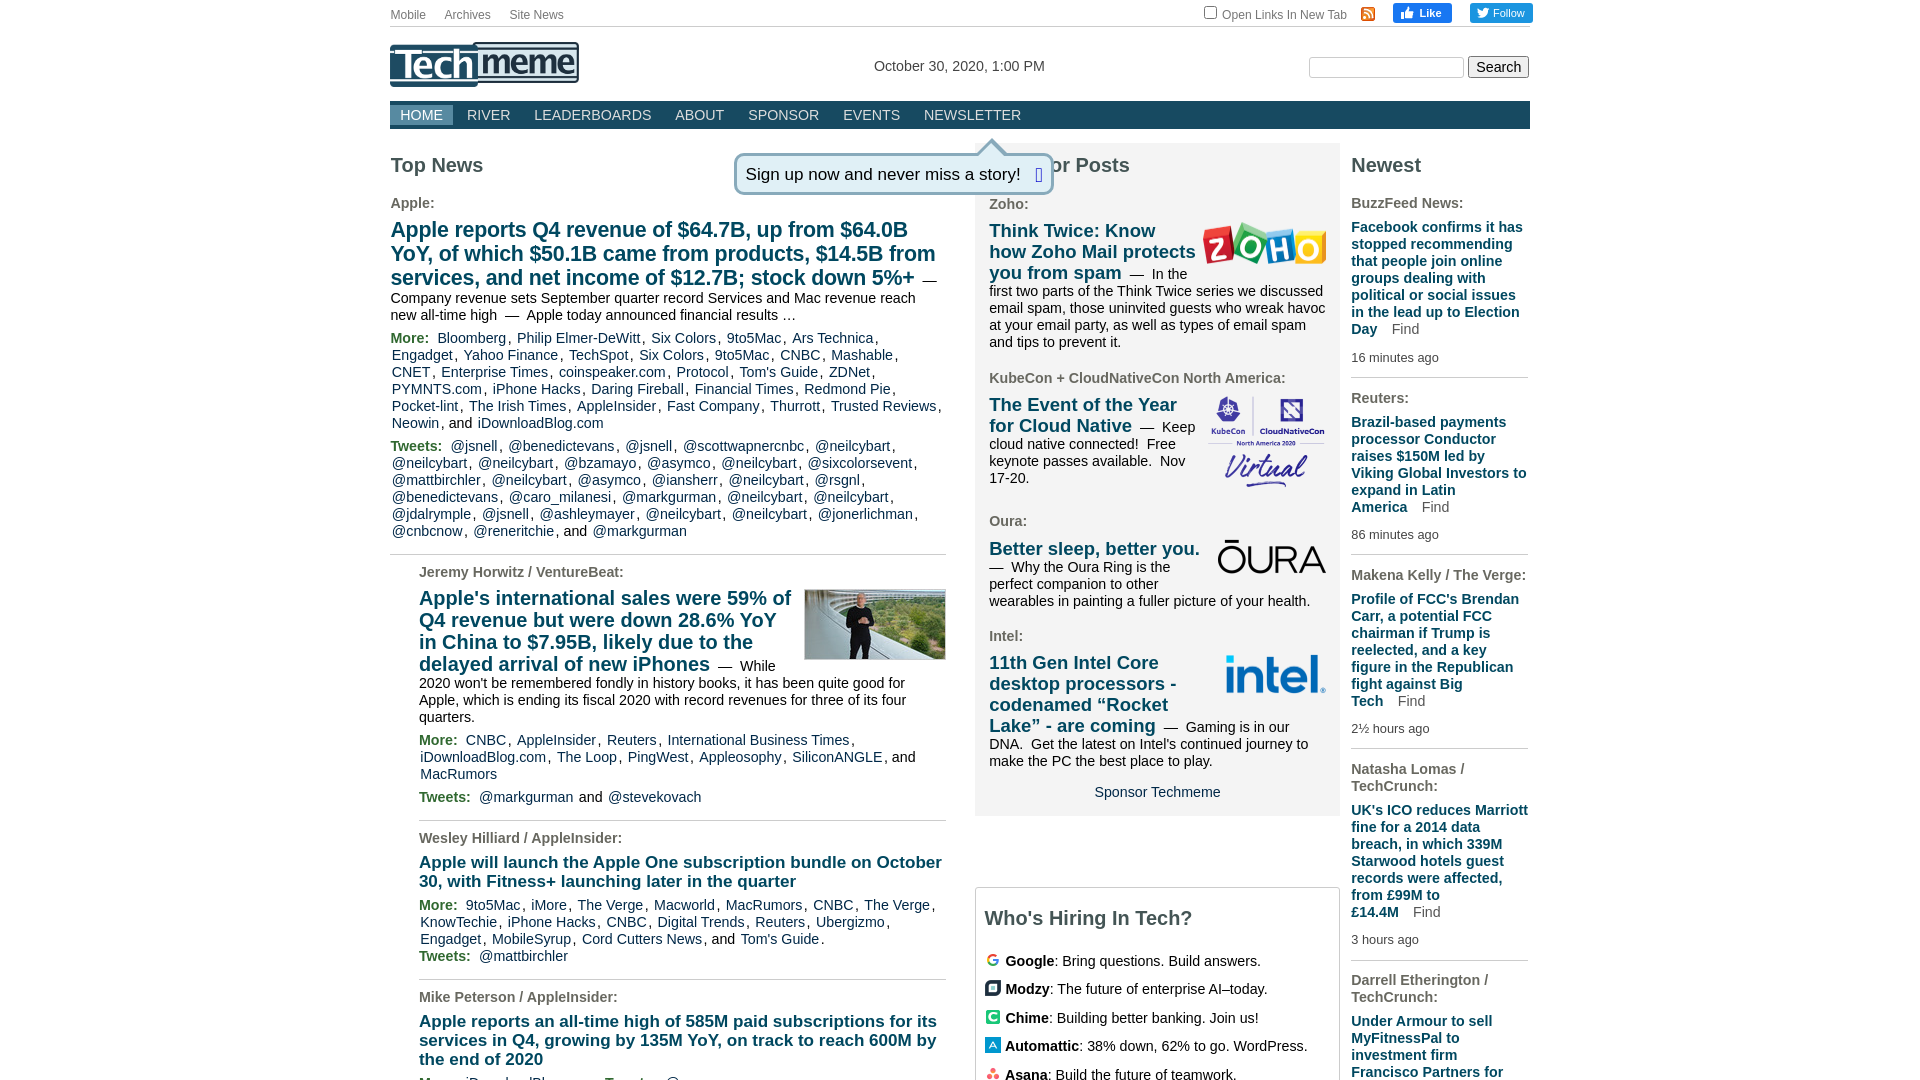 Mobile Archives Site News
Open Links In New Tab
Like
Follow
Techmeme
October 30, 2020, 1:00 PM
Search
HOME RIVER LEADERBOARDS ABOUT SPONSOR EVENTS NEWSLETTER
Sign up now and never miss a story!
Top News
Apple:
Apple reports Q4 revenue of $64.7B, up from $64.0B
YoY, of which $50.1B came from products, $14.5B from
services, and net income of $12.7B; stock down 5%+ —
Company revenue sets September quarter record Services and Mac revenue reach
new all-time high — Apple today announced financial results …
More: Bloomberg, Philip Elmer-DeWitt, Six Colors, 9to5Mac, Ars Technica,
Engadget, Yahoo Finance, TechSpot, Six Colors, 9to5Mac, CNBC, Mashable,
CNET, Enterprise Times, coinspeaker.com, Protocol, Tom's Guide, ZDNet,
PYMNTS.com, iPhone Hacks, Daring Fireball, Financial Times, Redmond Pie,
Pocket-lint, The Irish Times, AppleInsider, Fast Company, Thurrott, Trusted Reviews,
Neowin, and iDownloadBlog.com
Tweets: @jsnell, @benedictevans, @jsnell, @scottwapnercnbc, @neilcybart,
@neilcybart, @neilcybart, @bzamayo, @asymco, @neilcybart, @sixcolorsevent,
@mattbirchler, @neilcybart, @asymco, @iansherr, @neilcybart, @rsgnl,
@benedictevans, @caro_milanesi, @markgurman, @neilcybart, @neilcybart,
@jdalrymple, @jsnell, @ashleymayer, @neilcybart, @neilcybart, @jonerlichman,
@cnbcnow, @reneritchie, and @markgurman
Jeremy Horwitz / VentureBeat:
Apple's international sales were 59% of
Q4 revenue but were down 28.6% YoY
in China to $7.95B, likely due to the
delayed arrival of new iPhones — While
2020 won't be remembered fondly in history books, it has been quite good for
Apple, which is ending its fiscal 2020 with record revenues for three of its four
quarters.
More: CNBC, AppleInsider, Reuters, International Business Times,
iDownloadBlog.com, The Loop, PingWest, Appleosophy, SiliconANGLE, and
MacRumors
Tweets: @markgurman and @stevekovach
Wesley Hilliard / AppleInsider:
Apple will launch the Apple One subscription bundle on October
30, with Fitness+ launching later in the quarter
More: 9to5Mac, iMore, The Verge, Macworld, MacRumors, CNBC, The Verge,
KnowTechie, iPhone Hacks, CNBC, Digital Trends, Reuters, Ubergizmo,
Engadget, MobileSyrup, Cord Cutters News, and Tom's Guide.
Tweets: @mattbirchler
Mike Peterson / AppleInsider:
Apple reports an all-time high of 585M paid subscriptions for its
services in Q4, growing by 135M YoY, on track to reach 600M by
the end of 2020
or Posts
Zoho:
Think Twice: Know
how Zoho Mail protects
you from spam — In the
first two parts of the Think Twice series we discussed
email spam, those uninvited guests who wreak havoc
at your email party, as well as types of email spam
and tips to prevent it.
ZOHO
KubeCon + CloudNativeCon North America:
The Event of the Year
for Cloud Native — Keep
cloud native connected! Free
keynote passes available. Nov
17-20.
KubeCon CloudNativeCon
North America 2020
Virtual
Oura:
Better sleep, better you.
— Why the Oura Ring is the
perfect companion to other
wearables in painting a fuller picture of your health.
ŌURA
Intel:
11th Gen Intel Core
desktop processors -
codenamed “Rocket
Lake” - are coming — Gaming is in our
DNA. Get the latest on Intel's continued journey to
make the PC the best place to play.
intel.
Sponsor Techmeme
Who's Hiring In Tech?
Google: Bring questions. Build answers.
Modzy: The future of enterprise AI–today.
Chime: Building better banking. Join us!
Automattic: 38% down, 62% to go. WordPress.
Asana: Build the future of teamwork.
Newest
BuzzFeed News:
Facebook confirms it has
stopped recommending
that people join online
groups dealing with
political or social issues
in the lead up to Election
Day Find
16 minutes ago
Reuters:
Brazil-based payments
processor Conductor
raises $150M led by
Viking Global Investors to
expand in Latin
America Find
86 minutes ago
Makena Kelly / The Verge:
Profile of FCC's Brendan
Carr, a potential FCC
chairman if Trump is
reelected, and a key
figure in the Republican
fight against Big
Tech Find
2½ hours ago
Natasha Lomas /
TechCrunch:
UK's ICO reduces Marriott
fine for a 2014 data
breach, in which 339M
Starwood hotels guest
records were affected,
from £99M to
£14.4M Find
3 hours ago
Darrell Etherington /
TechCrunch:
Under Armour to sell
MyFitnessPal to
investment firm
Francisco Partners for